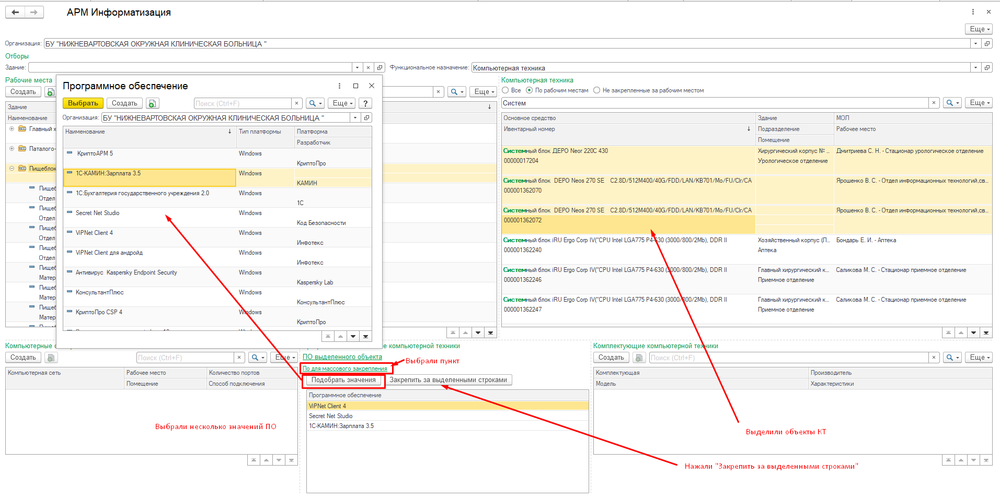 АРМ Информатизация
Еще
Организация: БУ "НИЖНЕВАРТОВСКАЯ ОКРУЖНАЯ КЛИНИЧЕСКАЯ БОЛЬНИЦА "
Отборы
Здание:
Функциональное назначение: Компьютерная техника
Рабочие места
Создать
Еще
Здание
Наименование
Главный х
Паталого-
Пищеблок
Пищеб
Отдел
Пищеб
Отдел
Пищеб
Отдел
Пищеб
Отдел
Пищеб
Матер
Пищеб
Матер
Пищеб
Матер
Пищеб
Программное обеспечение
Выбрать
Создать
Поиск (Ctrl+F)
Еще
?
Организация: БУ "НИЖНЕВАРТОВСКАЯ ОКРУЖНАЯ КЛИНИЧЕСКАЯ БОЛЬНИЦА "
Наименование Тип платформы Платформа
Разработчик
КриптоАРМ 5 Windows
КриптоПро
1С-КАМИН:Зарплата 3.5 Windows
КАМИН
1С:Бухгалтерия государственного учреждения 2.0 Windows
1С
Secret Net Studio Windows
Код Безопасности
ViPNet Client 4 Windows
Инфотекс
ViPNet Client для андройд Windows
Инфотекс
Антивирус Kaspersky Endpoint Security Windows
Kaspersky Lab
КонсультантПлюс Windows
КонсультантПлюс
КриптоПро CSP 4 Windows
КриптоПро
Компьютерная техника
Все По рабочим местам Не закрепленные за рабочим местом
Систем
Еще
Основное средство Здание МОЛ
Ивентарный номер Подразделение Рабочее место
Помещение
Системный блок ДЕРО Neor 220C 430 Хирургический корпус № ... Дмитриева С. Н. - Стационар урологическое отделение
00000017204 Урологическое отделение
Системный блок DEPO Neos 270 SE C2.8D/512M400/40G/FDD/LAN/KB701/Mo/FU/Clr/CA Ярошенко В. С. - Отдел информационных технологий,св...
000001362070
Системный блок DEPO Neos 270 SE C2.8D/512M400/40G/FDD/LAN/KB701/Mo/FU/Clr/CA Ярошенко В. С. - Отдел информационных технологий,св...
000001362072
Системный блок iRU Ergo Corp IV("CPU Intel LGA775 P4-630 (3000/800/2Mb), DDR II Хозяйственный корпус (П... Бондарь Е. И. - Аптека
000001362240 Аптека
Системный блок iRU Ergo Corp IV("CPU Intel LGA775 P4-630 (3000/800/2Mb), DDR II Главный хирургический к... Саликова М. С. - Стационар приемное отделение
000001362246 Приемное отделение
Системный блок iRU Ergo Corp IV("CPU Intel LGA775 P4-630 (3000/800/2Mb), DDR II Главный хирургический к... Саликова М. С. - Стационар приемное отделение
000001362247 Приемное отделение
Компьютерные с
Создать
Поиск (Ctrl+F)
Еще
Компьютерная сеть Рабочее место Количество портов
Помещение Способ подключения
Выбрали несколько значений ПО
е компьютерной техники
ПО выделенного объекта
По для массового закрепления
Выбрали пункт
Подобрать значения
Закрепить за выделенными строками
Программное обеспечение
ViPNet Client 4
Secret Net Studio
1С-КАМИН:Зарплата 3.5
Комплектующие компьютерной техники
Создать
Поиск (Ctrl+F)
Еще
Комплектующая Производитель
Модель Характеристики
Выделили объекты КТ
Нажали "Закрепить за выделенными строками"